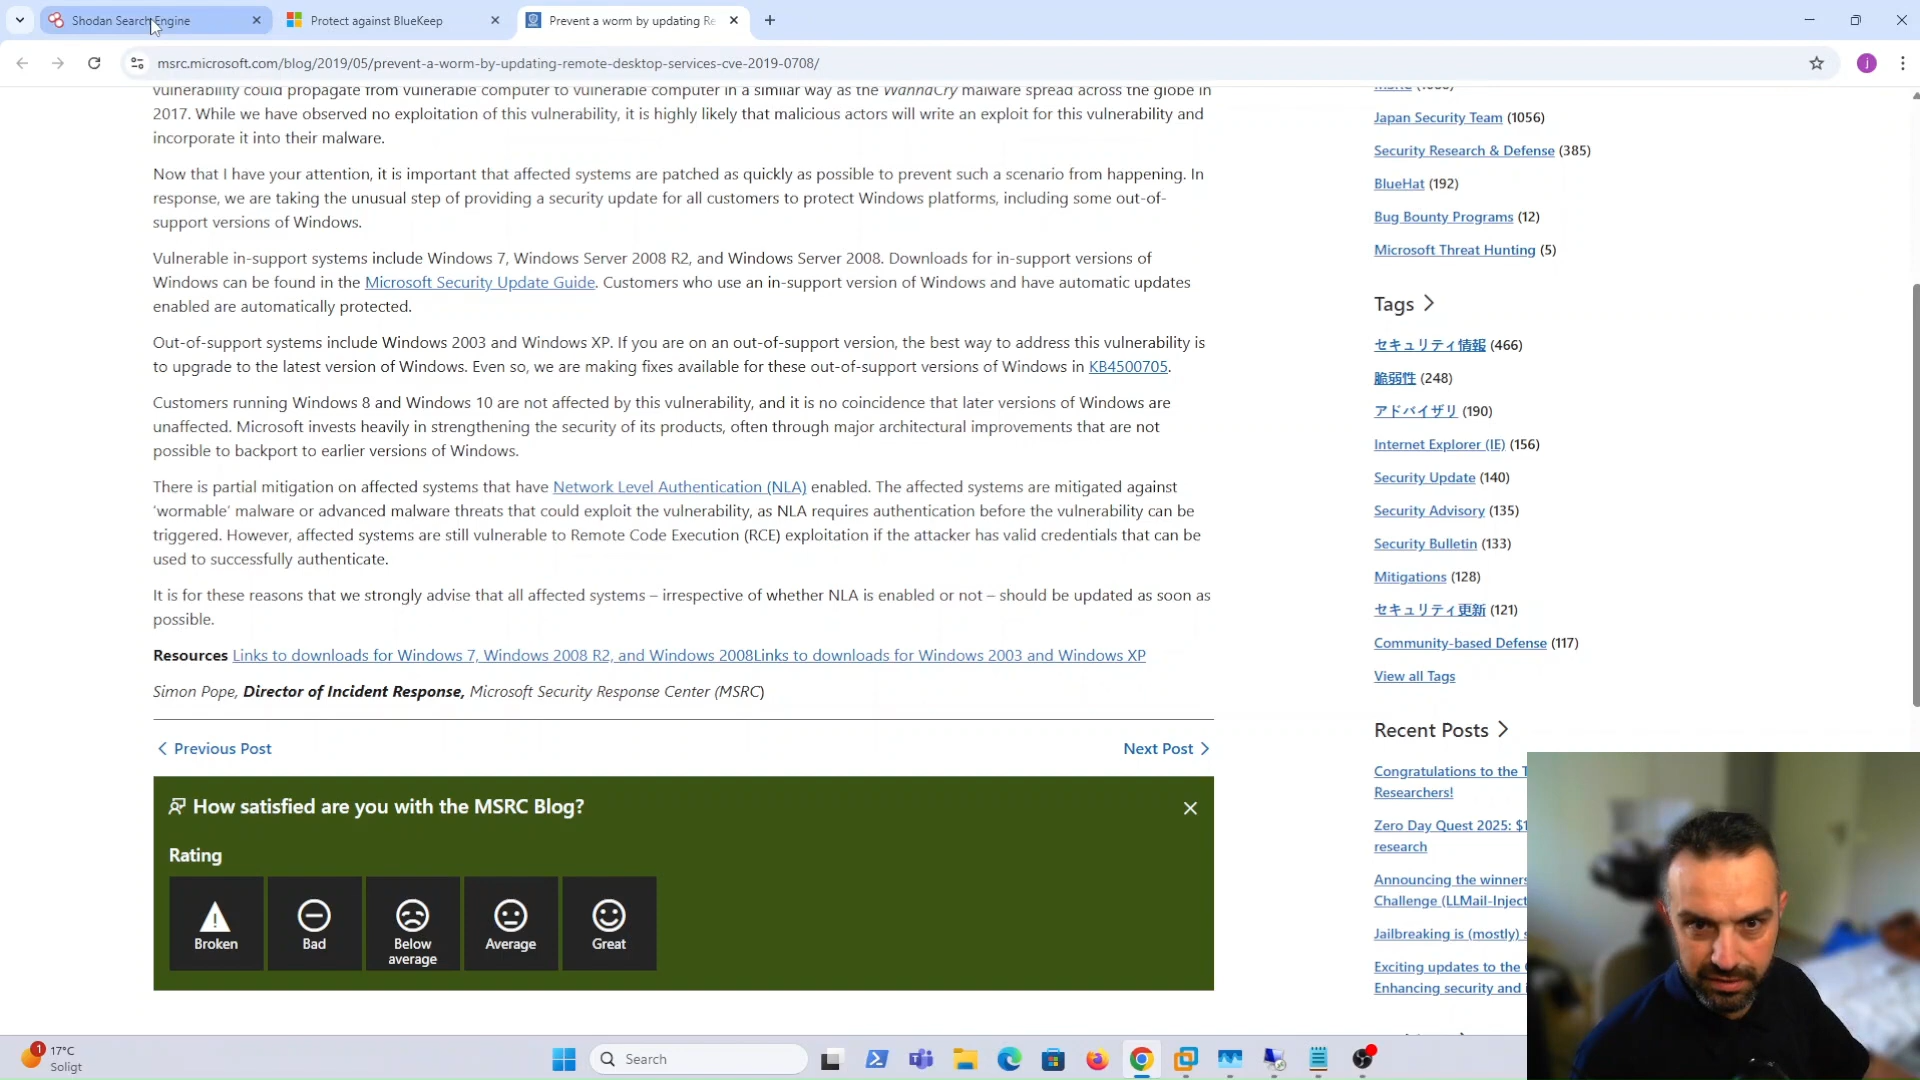 Shodan Search Engine
Protect against BlueKeep
Prevent a worm by updating Re
msrc.microsoft.com/blog/2019/05/prevent-a-worm-by-updating-remote-desktop-services-cve-2019-0708/
j
vulnerability could propagate from vulnerable computer to vulnerable computer in a similar way as the WannaCry malware spread across the globe in
2017. While we have observed no exploitation of this vulnerability, it is highly likely that malicious actors will write an exploit for this vulnerability and
incorporate it into their malware.
Now that I have your attention, it is important that affected systems are patched as quickly as possible to prevent such a scenario from happening. In
response, we are taking the unusual step of providing a security update for all customers to protect Windows platforms, including some out-of-
support versions of Windows.
Vulnerable in-support systems include Windows 7, Windows Server 2008 R2, and Windows Server 2008. Downloads for in-support versions of
Windows can be found in the Microsoft Security Update Guide. Customers who use an in-support version of Windows and have automatic updates
enabled are automatically protected.
Out-of-support systems include Windows 2003 and Windows XP. If you are on an out-of-support version, the best way to address this vulnerability is
to upgrade to the latest version of Windows. Even so, we are making fixes available for these out-of-support versions of Windows in KB4500705.
Customers running Windows 8 and Windows 10 are not affected by this vulnerability, and it is no coincidence that later versions of Windows are
unaffected. Microsoft invests heavily in strengthening the security of its products, often through major architectural improvements that are not
possible to backport to earlier versions of Windows.
There is partial mitigation on affected systems that have Network Level Authentication (NLA) enabled. The affected systems are mitigated against
'wormable' malware or advanced malware threats that could exploit the vulnerability, as NLA requires authentication before the vulnerability can be
triggered. However, affected systems are still vulnerable to Remote Code Execution (RCE) exploitation if the attacker has valid credentials that can be
used to successfully authenticate.
It is for these reasons that we strongly advise that all affected systems – irrespective of whether NLA is enabled or not – should be updated as soon as
possible.
Resources Links to downloads for Windows 7, Windows 2008 R2, and Windows 2008Links to downloads for Windows 2003 and Windows XP
Simon Pope, Director of Incident Response, Microsoft Security Response Center (MSRC)
Previous Post
Next Post
How satisfied are you with the MSRC Blog?
Rating
Broken
Bad
Below
average
Average
Great
Japan Security Team (1056)
Security Research & Defense (385)
BlueHat (192)
Bug Bounty Programs (12)
Microsoft Threat Hunting (5)
Tags
セキュリティ情報 (466)
脆弱性 (248)
アドバイザリ (190)
Internet Explorer (IE) (156)
Security Update (140)
Security Advisory (135)
Security Bulletin (133)
Mitigations (128)
セキュリティ更新 (121)
Community-based Defense (117)
View all Tags
Recent Posts
Congratulations to the
Researchers!
Zero Day Quest 2025:
research
Announcing the winners
Challenge (LLMail-Inject
Jailbreaking is (mostly)
Exciting updates to the
Enhancing security and
1
17°C
Soligt
Search